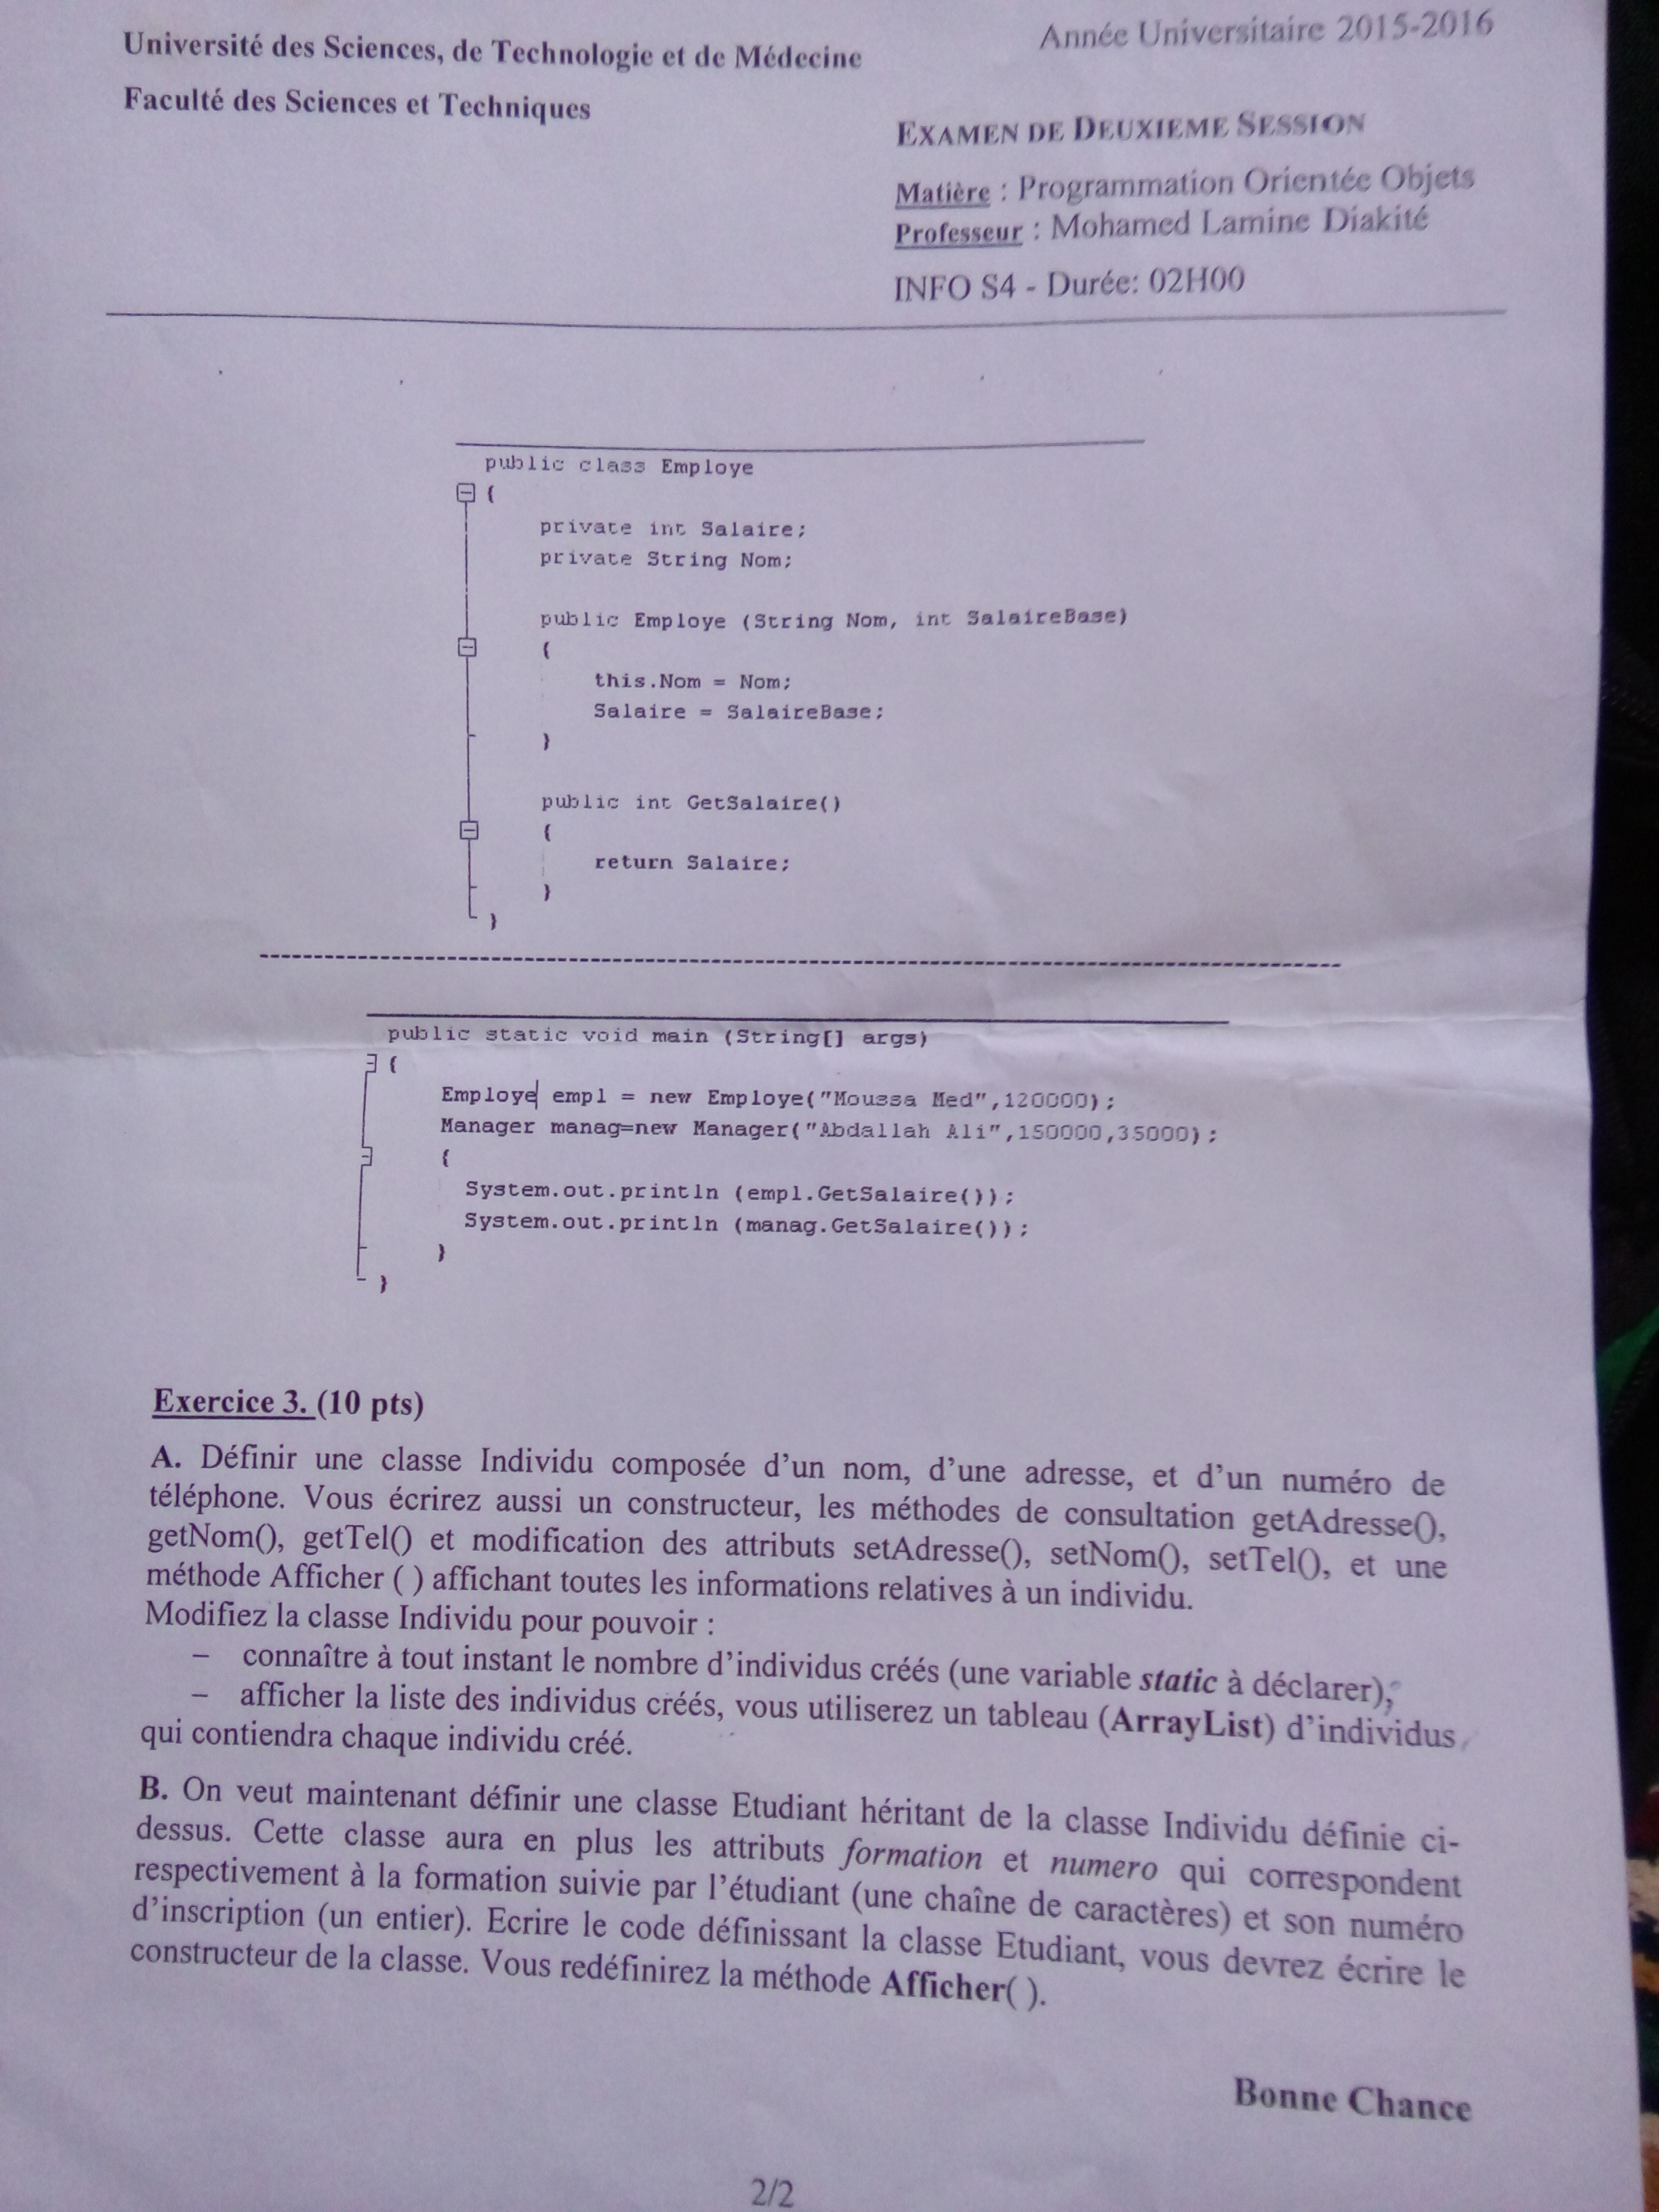 Université des Sciences, de Technologie et de Médecine
Faculté des Sciences et Techniques
Année Universitaire 2015-2016
EXAMEN DE DEUXIEME SESSION
Matière : Programmation Orientée Objets
Professeur : Mohamed Lamine Diakité
INFO S4 - Durée: 02H00
public class Employe
{
private int Salaire;
private String Nom;
public Employe (String Nom, int SalaireBase)
{
this.Nom = Nom;
Salaire = SalaireBase;
}
public int GetSalaire()
{
return Salaire;
}
}
public static void main (String[] args)
{
Employe empl = new Employe("Moussa Med",120000);
Manager manag=new Manager("Abdallah Ali",150000,35000);
{
System.out.println (empl.GetSalaire());
System.out.println (manag.GetSalaire());
}
}
Exercice 3. (10 pts)
A. Définir une classe Individu composée d'un nom, d'une adresse, et d'un numéro de
téléphone. Vous écrirez aussi un constructeur, les méthodes de consultation getAdresse(),
getNom(), getTel() et modification des attributs setAdresse(), setNom(), setTel(), et une
méthode Afficher ( ) affichant toutes les informations relatives à un individu.
Modifiez la classe Individu pour pouvoir :
– connaître à tout instant le nombre d'individus créés (une variable static à déclarer),
– afficher la liste des individus créés, vous utiliserez un tableau (ArrayList) d'individus
qui contiendra chaque individu créé.
B. On veut maintenant définir une classe Etudiant héritant de la classe Individu définie ci-
dessus. Cette classe aura en plus les attributs formation et numero qui correspondent
respectivement à la formation suivie par l'étudiant (une chaîne de caractères) et son numéro
d'inscription (un entier). Ecrire le code définissant la classe Etudiant, vous devrez écrire le
constructeur de la classe. Vous redéfinirez la méthode Afficher( ).
Bonne Chance
2/2